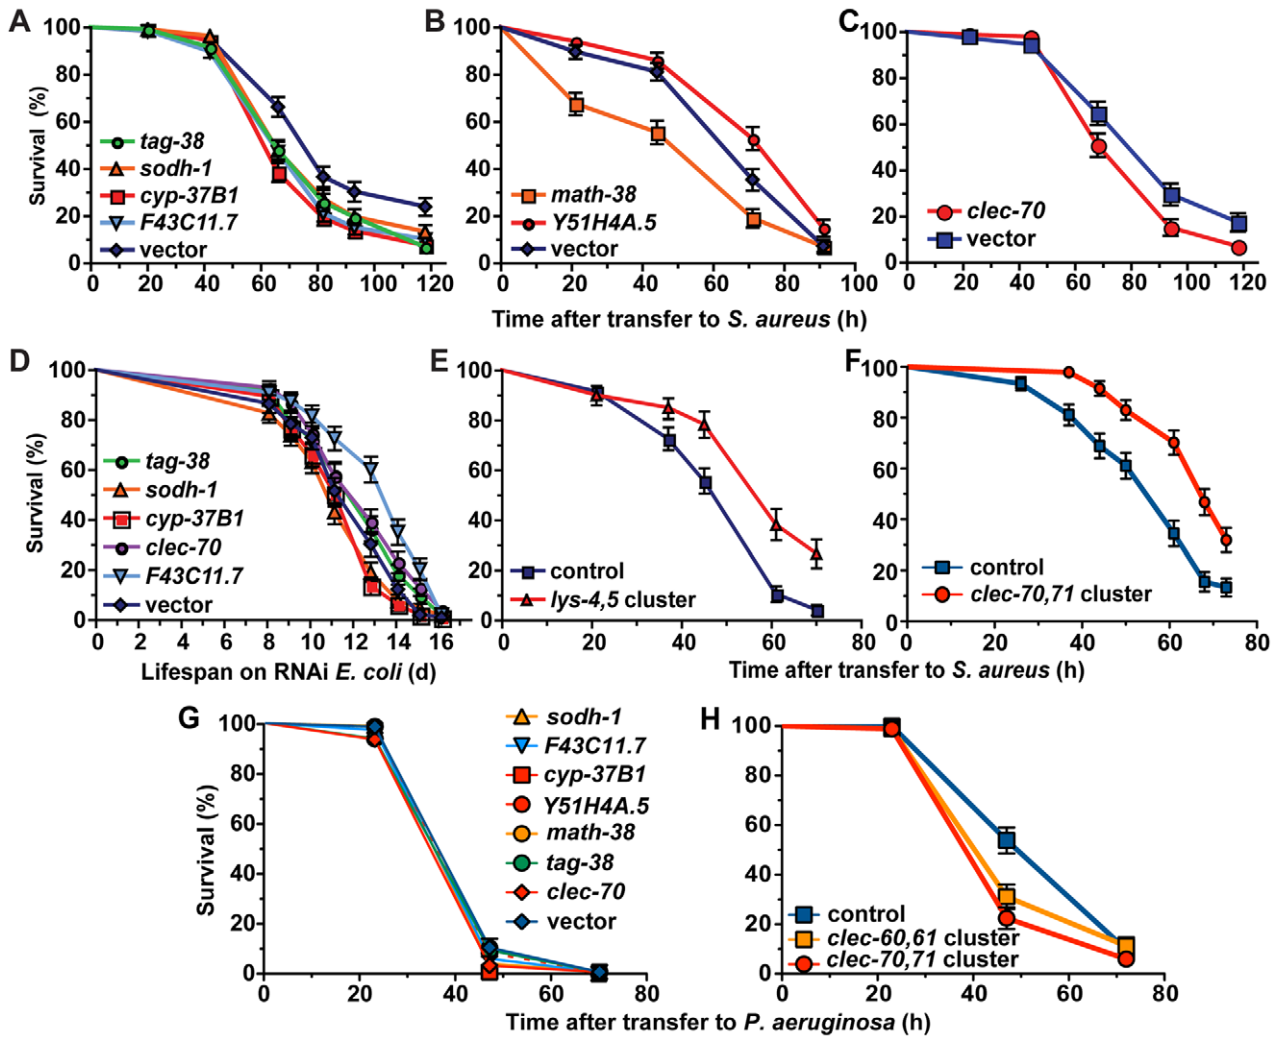 A
Survival (%)
100
80
60
40
20
0
tag-38
sodh-1
cyp-37B1
F43C11.7
vector
0 20 40 60 80 100 120
B
100
80
60
40
20
0
math-38
Y51H4A.5
vector
0 20 40 60 80 100
C
100
80
60
40
20
0
clec-70
vector
0 20 40 60 80 100 120
Time after transfer to S. aureus (h)
D
Survival (%)
100
80
60
40
20
0
tag-38
sodh-1
cyp-37B1
clec-70
F43C11.7
vector
0 2 4 6 8 10 12 14 16
Lifespan on RNAi E. coli (d)
E
100
80
60
40
20
0
control
lys-4,5 cluster
0 20 40 60 80
F
100
80
60
40
20
0
control
clec-70,71 cluster
0 20 40 60 80
Time after transfer to S. aureus (h)
G
Survival (%)
100
80
60
40
20
0
sodh-1
F43C11.7
cyp-37B1
Y51H4A.5
math-38
tag-38
clec-70
vector
0 20 40 60 80
H
100
80
60
40
20
0
control
clec-60,61 cluster
clec-70,71 cluster
0 20 40 60 80
Time after transfer to P. aeruginosa (h)